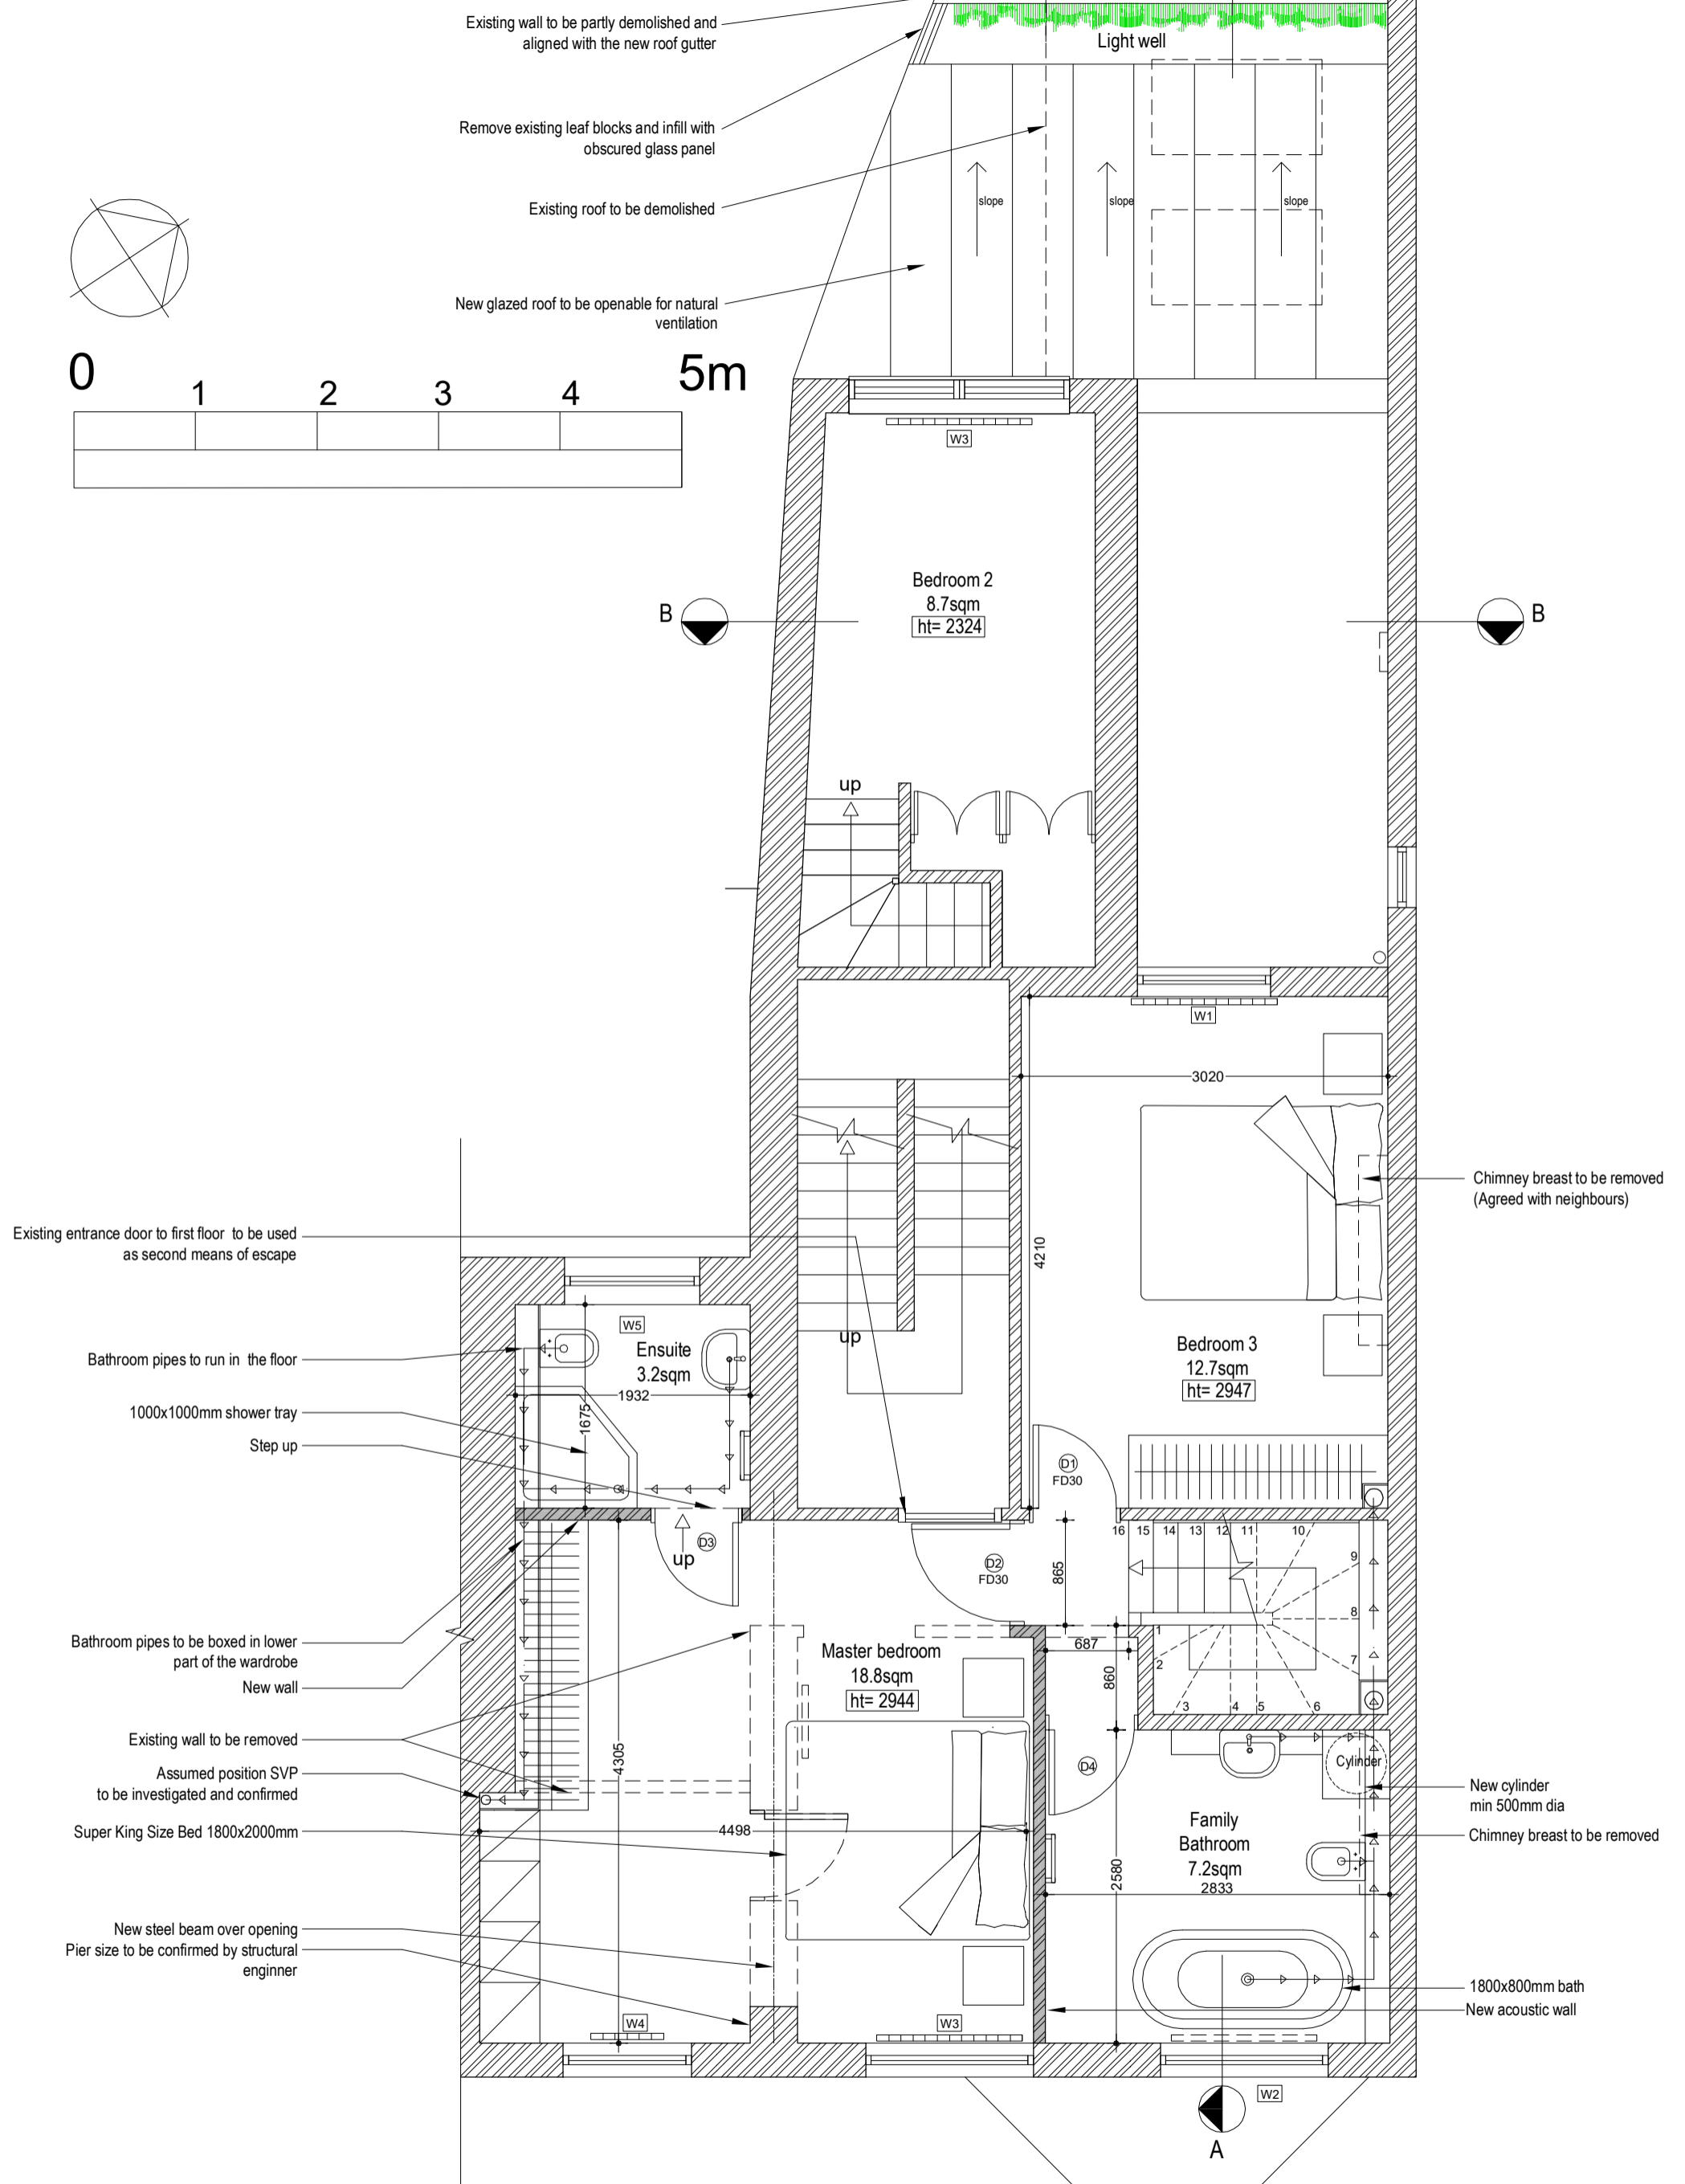 Existing wall to be partly demolished and
aligned with the new roof gutter
Light well
Remove existing leaf blocks and infill with
obscured glass panel
Existing roof to be demolished
slope
slope
slope
New glazed roof to be openable for natural
ventilation
0
1
2
3
4
5m
W3
Bedroom 2
8.7sqm
ht= 2324
B
B
up
W1
3020
Chimney breast to be removed
(Agreed with neighbours)
Existing entrance door to first floor to be used
as second means of escape
4210
up
W5
Ensuite
3.2sqm
Bedroom 3
12.7sqm
ht= 2947
Bathroom pipes to run in the floor
1932
1675
1000x1000mm shower tray
Step up
D1
FD30
up
D3
D2
FD30
865
16
15
14
13
12
11
10
9
8
7
1
2
3
4
5
6
Bathroom pipes to be boxed in lower
part of the wardrobe
New wall
Master bedroom
18.8sqm
ht= 2944
687
860
Existing wall to be removed
4305
D4
Cylinder
Assumed position SVP
to be investigated and confirmed
New cylinder
min 500mm dia
Super King Size Bed 1800x2000mm
4498
Family
Bathroom
7.2sqm
2833
2580
Chimney breast to be removed
New steel beam over opening
Pier size to be confirmed by structural
enginner
1800x800mm bath
New acoustic wall
W4
W3
W2
A